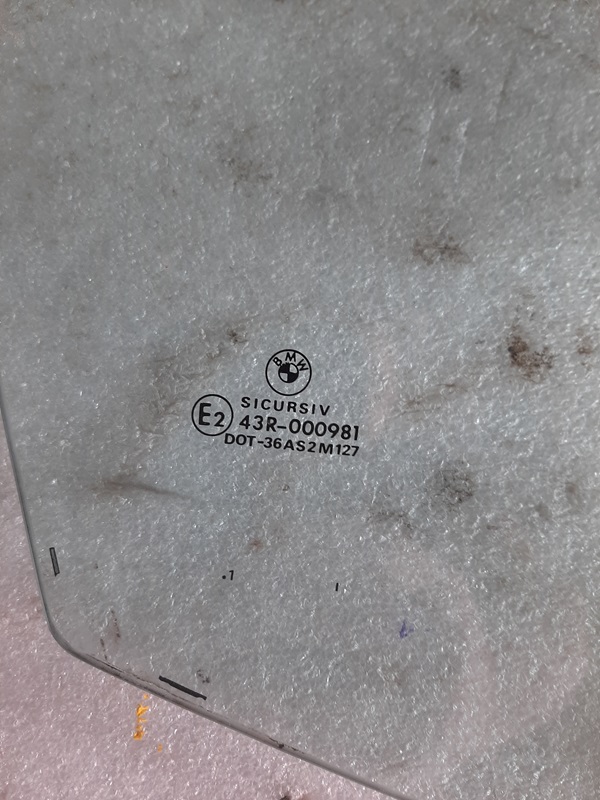 BMW
SICURSIV
E2 43R-000981
DOT-36AS2M127
.1